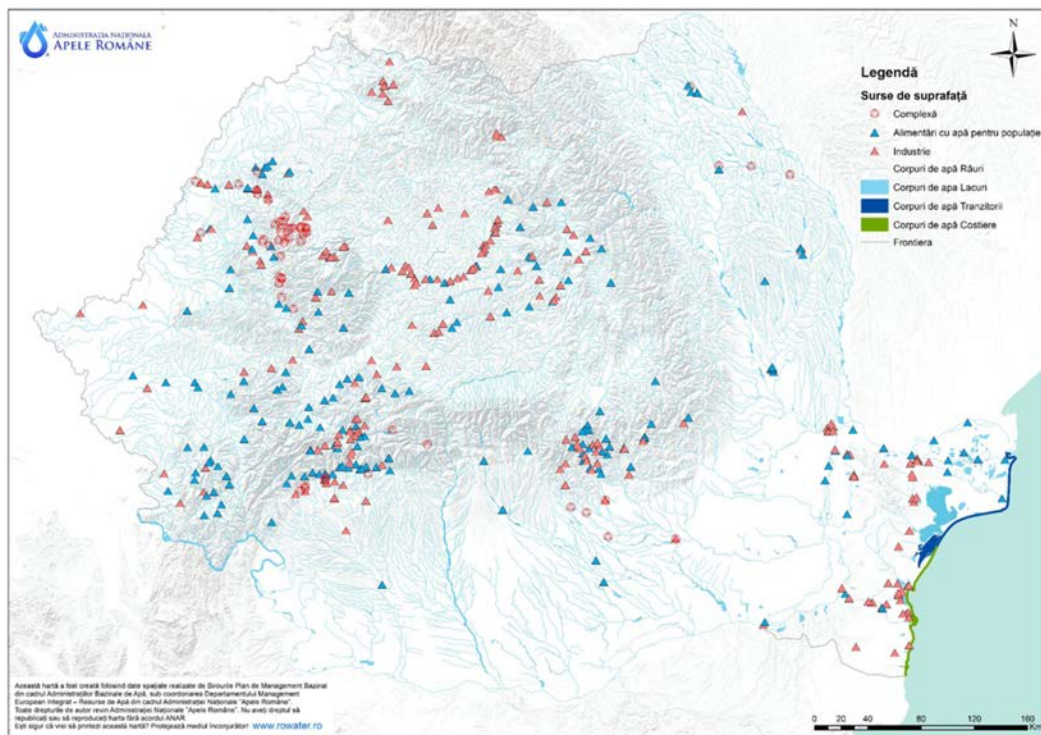 ADMINISTRAȚIA NAȚIONALĂ
APELE ROMÂNE
N
Legendă
Surse de suprafață
Complexă
Alimentări cu apă pentru populație
Industrie
Corpuri de apă Râuri
Corpuri de apa Lacuri
Corpuri de apă Tranzitorii
Corpuri de apă Costiere
Frontiera
Această hartă a fost creată folosind date spațiale realizate de Birourile Plan de Management Bazinal
din cadrul Administrațiilor Bazinale de Apă, sub coordonarea Departamentului Management
European Integrat – Resurse de Apă din cadrul Administrației Naționale "Apele Române".
Toate drepturile de autor revin Administrației Naționale "Apele Române". Nu aveți dreptul să
republicați sau să reproduceți harta fără acordul ANAR.
Ești sigur că vrei să printezi această hartă? Protejează mediul înconjurător! www.rowater.ro
0 20 40 80 120 160
Km